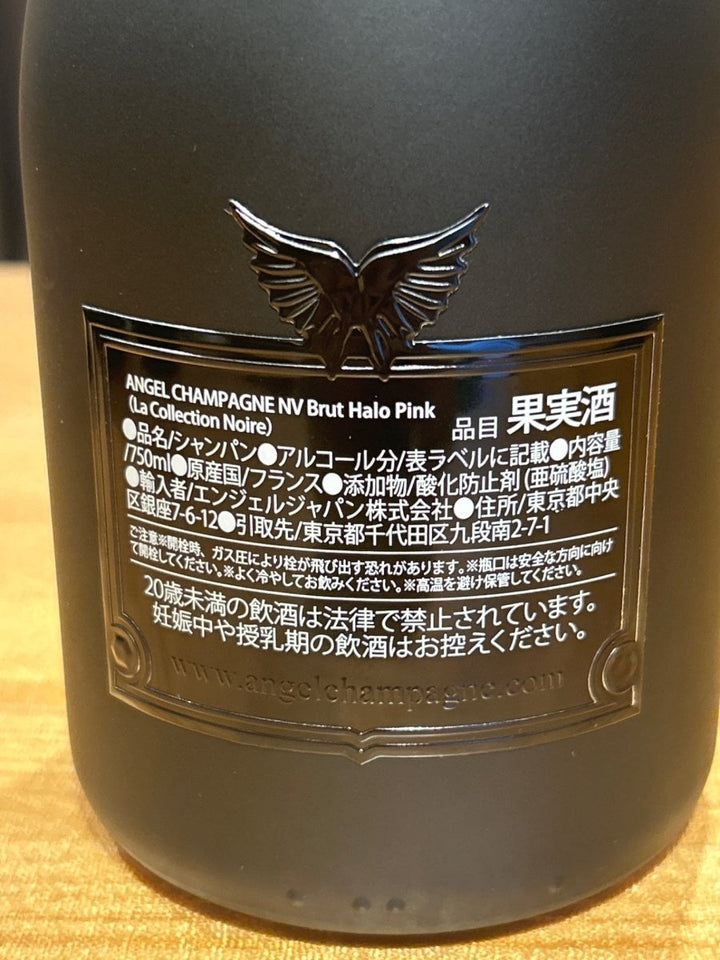 ANGEL CHAMPAGNE NV Brut Halo Pink
(La Collection Noire)
品目 果実酒
●品名/シャンパン●アルコール分/表ラベルに記載●内容量
/750ml●原産国/フランス●添加物/酸化防止剤(亜硫酸塩)
●輸入者/エンジェルジャパン株式会社●住所/東京都中央
区銀座7-6-12●引取先/東京都千代田区九段南2-7-1
ご注意※開栓時、ガス圧により栓が飛び出す恐れがあります。※瓶口は安全な方向に向け
て開栓してください。※よく冷やしてお飲みください。※高温を避け保管してください。
20歳未満の飲酒は法律で禁止されています。
妊娠中や授乳期の飲酒はお控えください。
www.angelchampagne.com